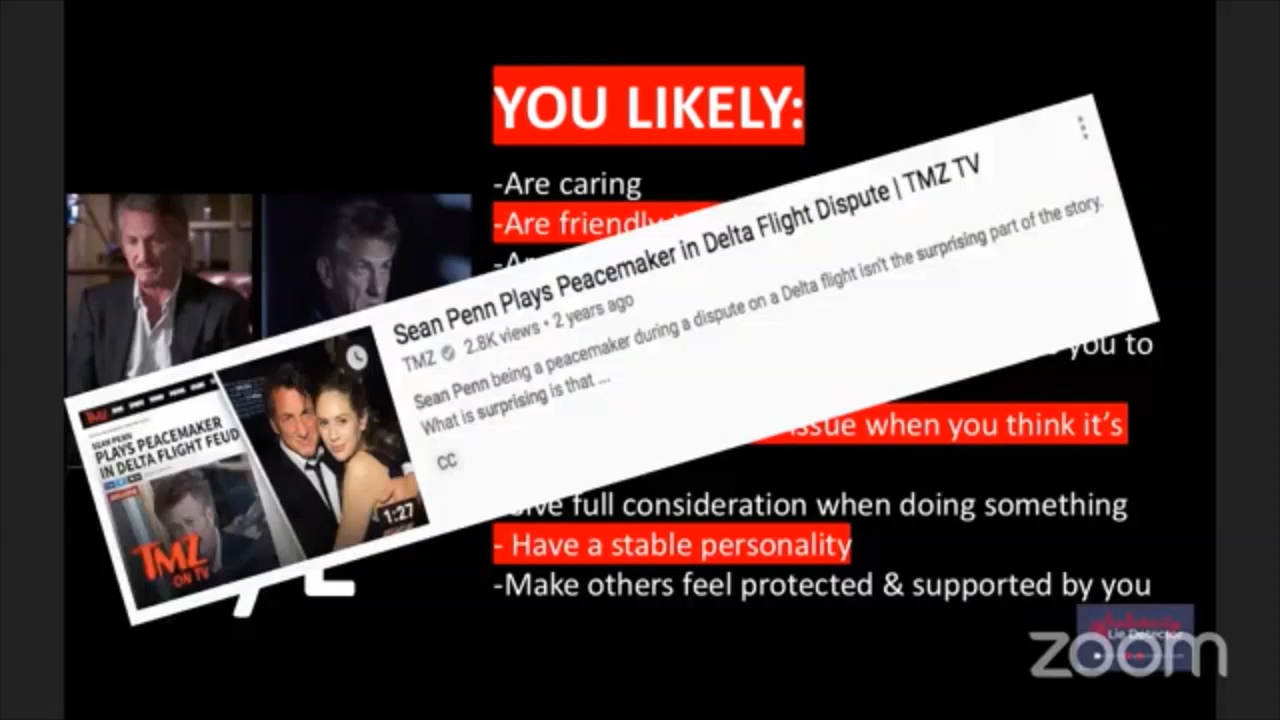 YOU LIKELY:
-Are caring
-Are friendly
Sean Penn Plays Peacemaker in Delta Flight Dispute | TMZ TV
TMZ 2.8K views • 2 years ago
Sean Penn being a peacemaker during a dispute on a Delta flight isn't the surprising part of the story.
What is surprising is that ...
CC
TMZ
SEAN PENN
PLAYS PEACEMAKER
IN DELTA FLIGHT FEUD
TMZ
ON TV
1:27
you to
issue when you think it's
full consideration when doing something
- Have a stable personality
-Make others feel protected & supported by you
Lie Detector
zoom